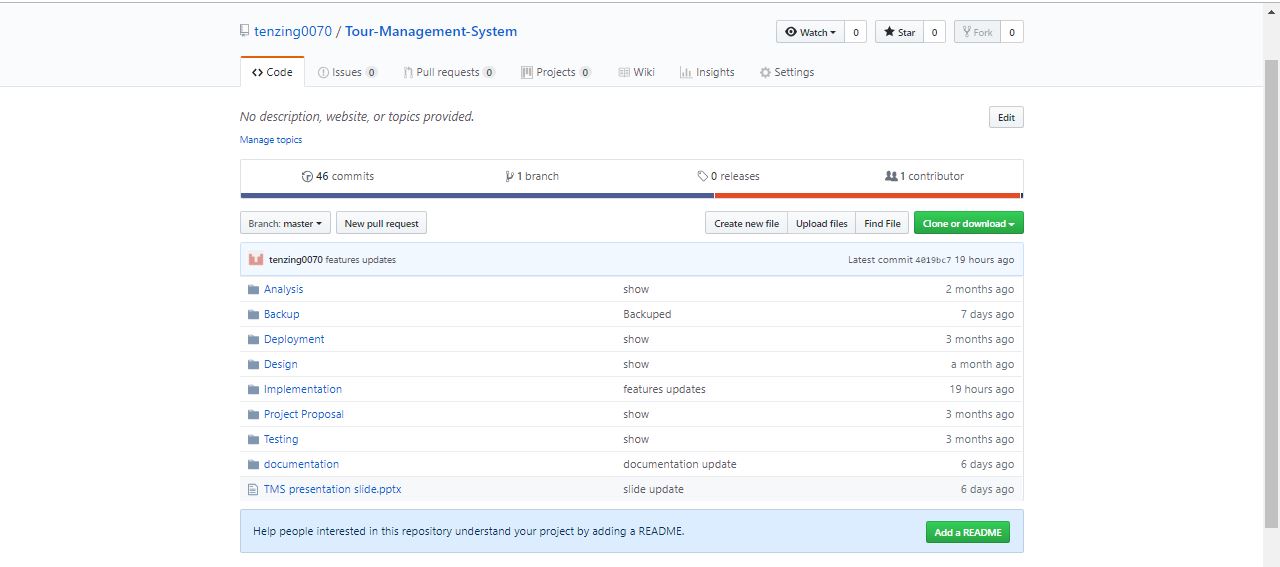 tenzing0070 / Tour-Management-System Watch 0 Star 0 Fork 0
Code Issues 0 Pull requests 0 Projects 0 Wiki Insights Settings
No description, website, or topics provided. Edit
Manage topics
46 commits 1 branch 0 releases 1 contributor
Branch: master New pull request Create new file Upload files Find File Clone or download
tenzing0070 features updates Latest commit 4019bc7 19 hours ago
Analysis show 2 months ago
Backup Backuped 7 days ago
Deployment show 3 months ago
Design show a month ago
Implementation features updates 19 hours ago
Project Proposal show 3 months ago
Testing show 3 months ago
documentation documentation update 6 days ago
TMS presentation slide.pptx slide update 6 days ago
Help people interested in this repository understand your project by adding a README. Add a README